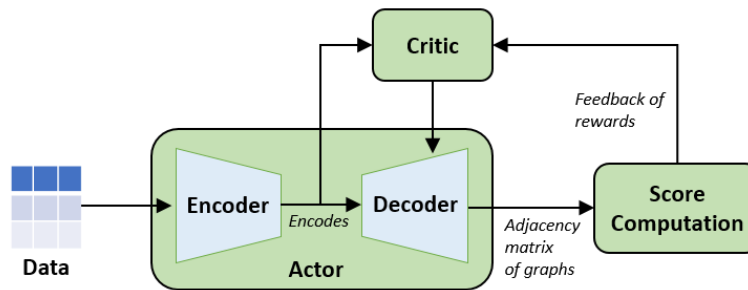 Critic
Feedback of
rewards
Encoder
Encodes
Decoder
Score
Computation
Adjacency
matrix
of graphs
Data
Actor